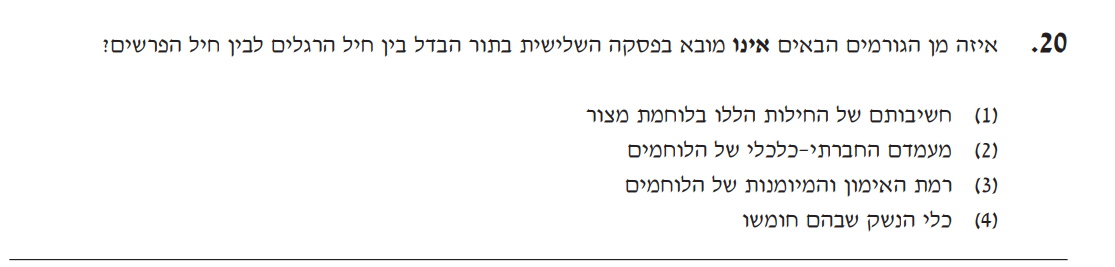 20. איזה מן הגורמים הבאים אינו מובא בפסקה השלישית בתור הבדל בין חיל הרגלים לבין חיל הפרשים?
(1) חשיבותם של החילות הללו בלוחמת מצור
(2) מעמדם החברתי-כלכלי של הלוחמים
(3) רמת האימון והמיומנות של הלוחמים
(4) כלי הנשק שבהם חומשו